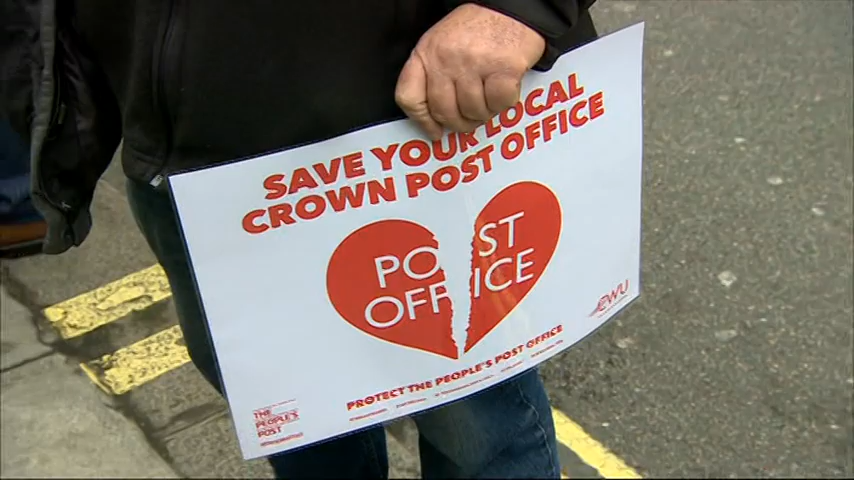 SAVE YOUR LOCAL
CROWN POST OFFICE
POST
OFFICE
CWU
PROTECT THE PEOPLE'S POST OFFICE
THE
PEOPLE'S
POST